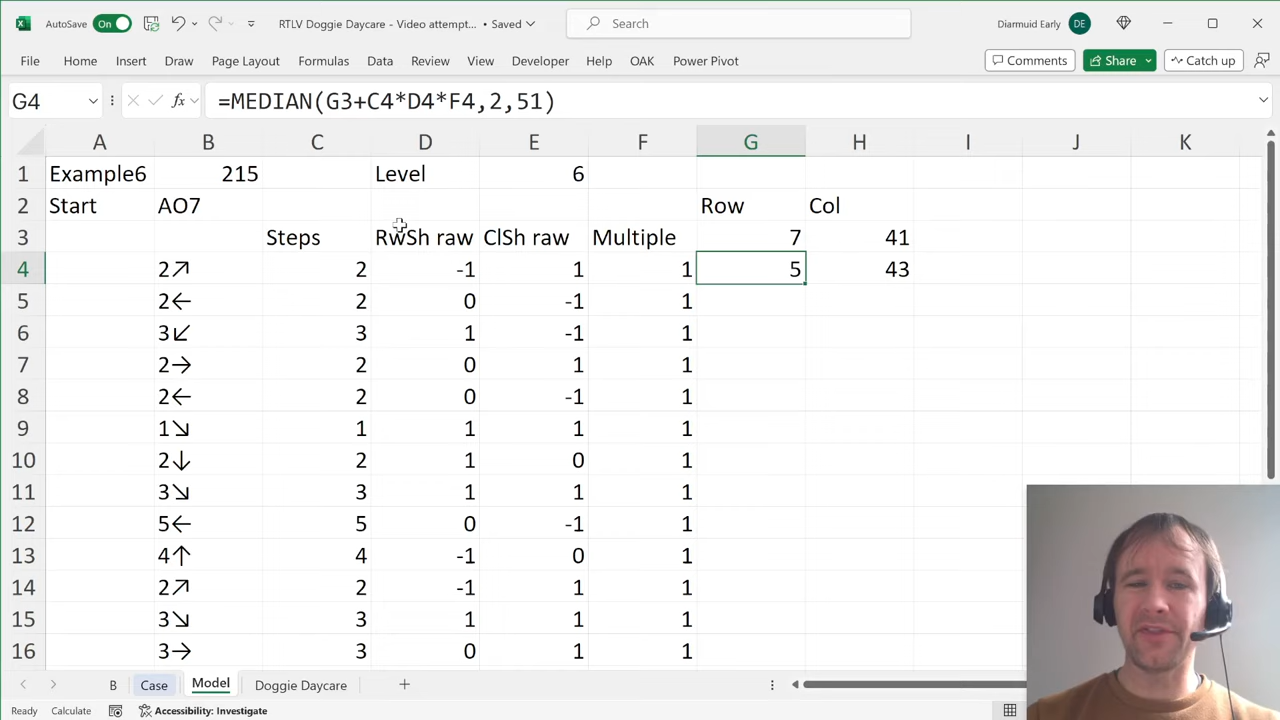 AutoSave On RTLV Doggie Daycare - Video attempt... • Saved Search Diarmuid Early DE
File Home Insert Draw Page Layout Formulas Data Review View Developer Help OAK Power Pivot Comments Share Catch up
G4 fx =MEDIAN(G3+C4*D4*F4,2,51)
A B C D E F G H I J K
1 Example6 215 Level 6
2 Start AO7 Row Col
3 Steps RwSh raw ClSh raw Multiple 7 41
4 2↗ 2 -1 1 1 5 43
5 2← 2 0 -1 1
6 3↙ 3 1 -1 1
7 2→ 2 0 1 1
8 2← 2 0 -1 1
9 1↘ 1 1 1 1
10 2↓ 2 1 0 1
11 3↘ 3 1 1 1
12 5← 5 0 -1 1
13 4↑ 4 -1 0 1
14 2↗ 2 -1 1 1
15 3↘ 3 1 1 1
16 3→ 3 0 1 1
B Case Model Doggie Daycare
Ready Calculate Accessibility: Investigate